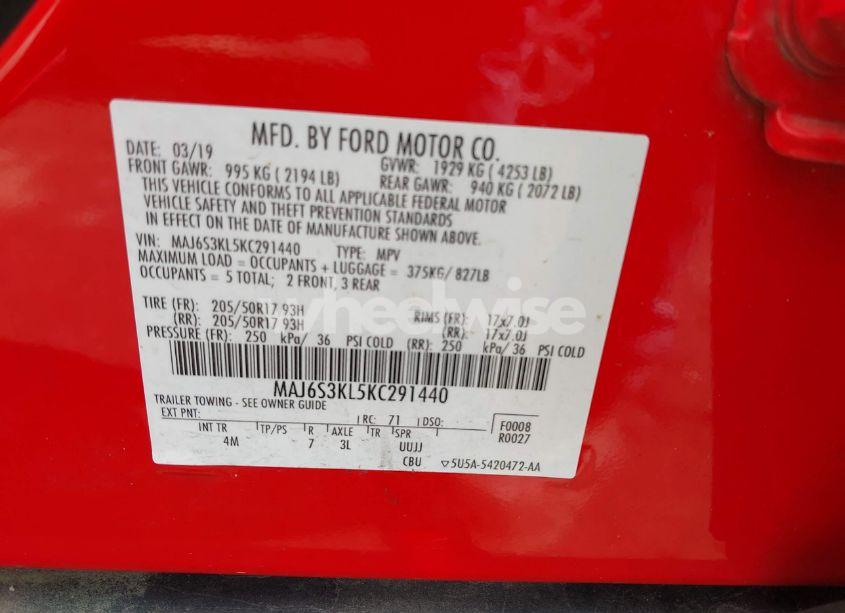 MFD. BY FORD MOTOR CO.
DATE: 03/19 GVWR: 1929 KG ( 4253 LB)
FRONT GAWR: 995 KG ( 2194 LB) REAR GAWR: 940 KG ( 2072 LB)
THIS VEHICLE CONFORMS TO ALL APPLICABLE FEDERAL MOTOR
VEHICLE SAFETY AND THEFT PREVENTION STANDARDS
IN EFFECT ON THE DATE OF MANUFACTURE SHOWN ABOVE.
VIN: MAJ6S3KL5KC291440 TYPE: MPV
MAXIMUM LOAD = OCCUPANTS + LUGGAGE = 375KG/ 827LB
OCCUPANTS = 5 TOTAL; 2 FRONT, 3 REAR
wheelwise
TIRE (FR): 205/50R17 93H RIMS (FR): 17x7.0J
(RR): 205/50R17 93H (RR): 17x7.0J
PRESSURE (FR): 250 kPa/ 36 PSI COLD (RR): 250 kPa/ 36 PSI COLD
MAJ6S3KL5KC291440
TRAILER TOWING - SEE OWNER GUIDE
EXT PNT: RC: 71 DSO: F0008
R0027
INT TR TP/PS R AXLE TR SPR
4M 7 3L UUJJ
CBU ▽5U5A-5420472-AA